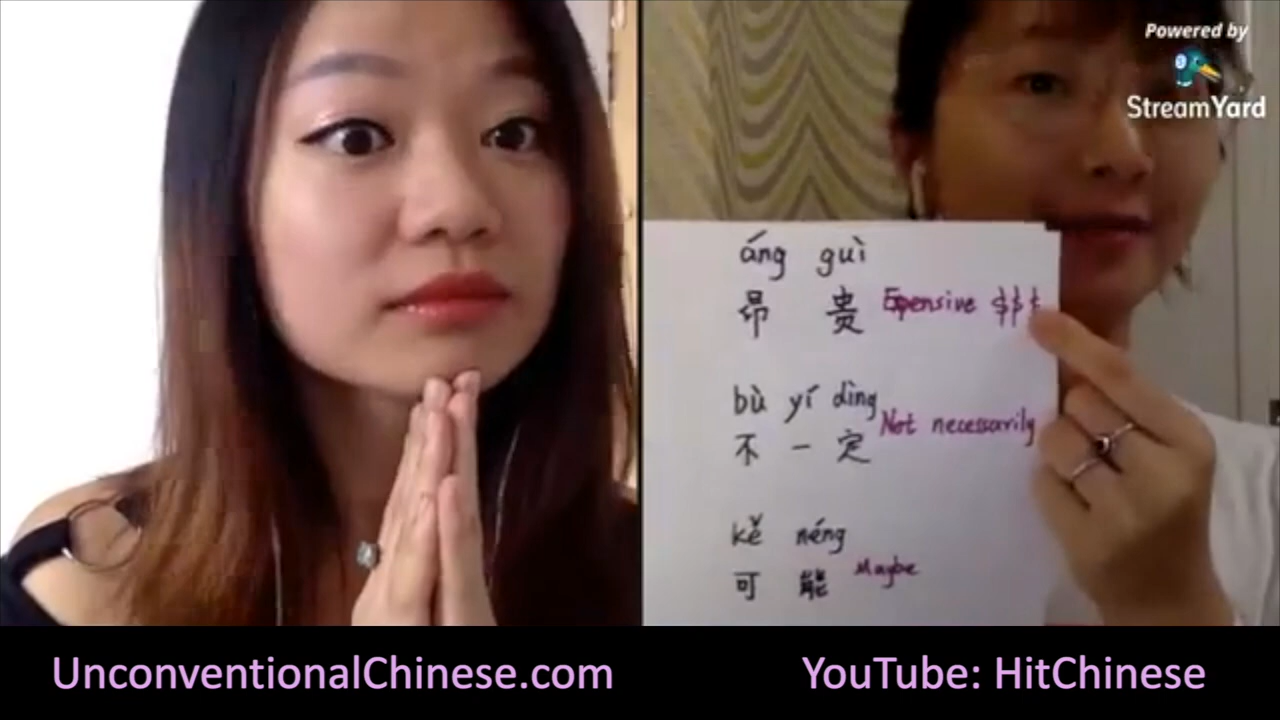 Powered by
StreamYard
áng guì
昂 贵 Expensive $$$
bù yí dìng
不 一 定 Not necessarily
kě néng
可 能 Maybe
UnconventionalChinese.com
YouTube: HitChinese